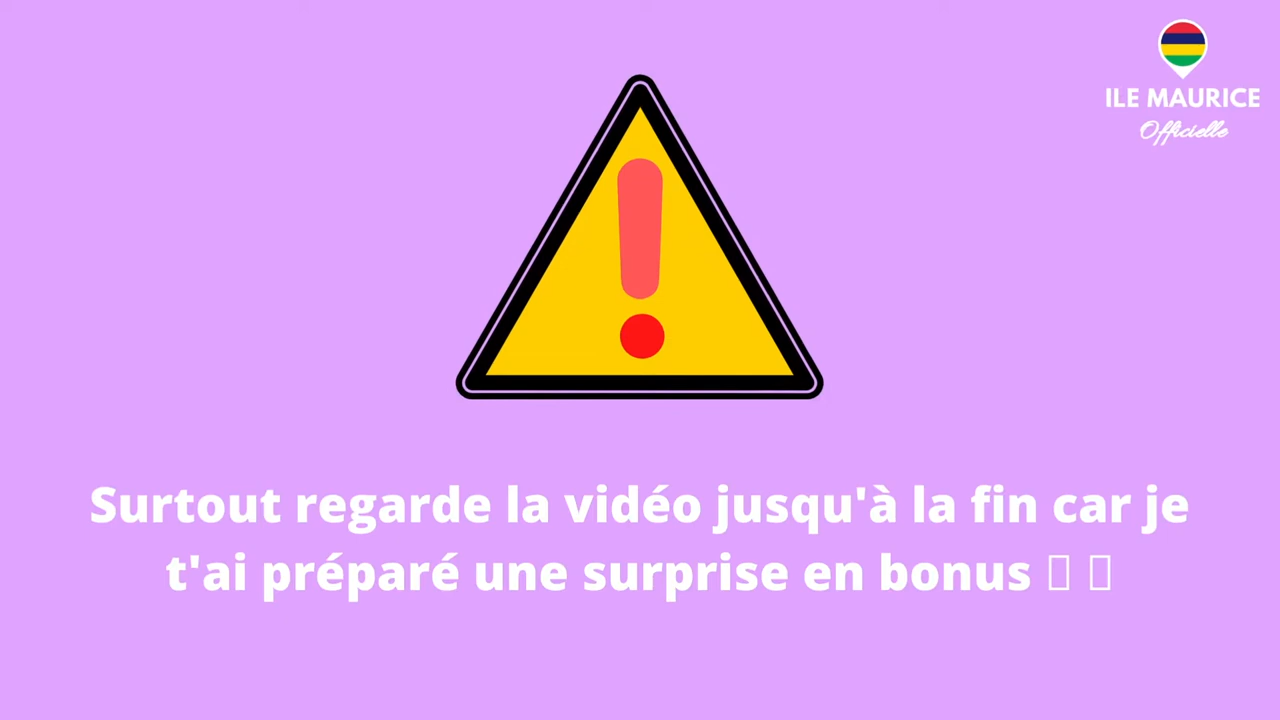 ILE MAURICE
Officielle
Surtout regarde la vidéo jusqu'à la fin car je
t'ai préparé une surprise en bonus